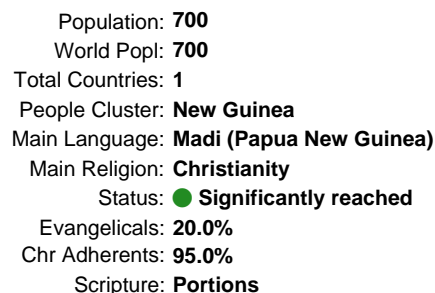 Population: 700
World Popl: 700
Total Countries: 1
People Cluster: New Guinea
Main Language: Madi (Papua New Guinea)
Main Religion: Christianity
Status: Significantly reached
Evangelicals: 20.0%
Chr Adherents: 95.0%
Scripture: Portions